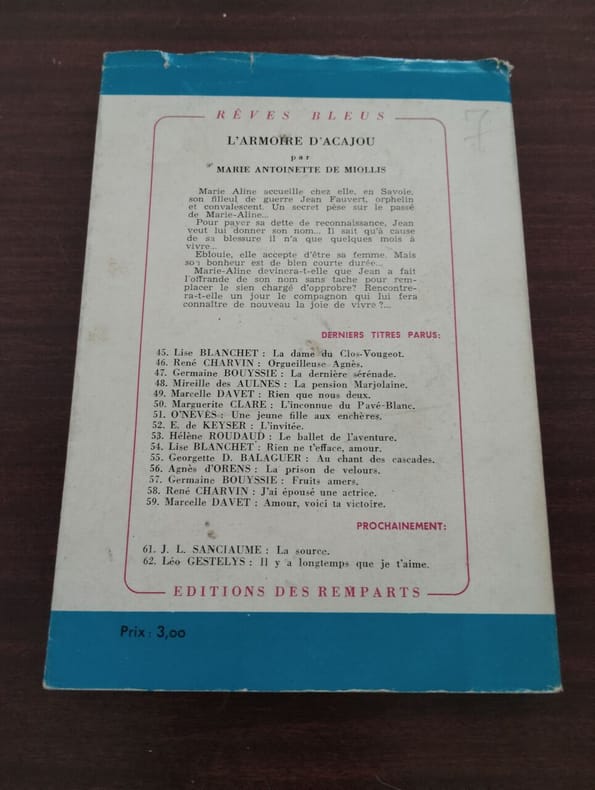 RÊVES BLEUS
L'ARMOIRE D'ACAJOU
par
MARIE ANTOINETTE DE MIOLLIS
Marie Aline accueille chez elle, en Savoie,
son filleul de guerre Jean Fauvert, orphelin
et convalescent. Un secret pèse sur le passé
de Marie-Aline...
Pour payer sa dette de reconnaissance, Jean
veut lui donner son nom... Il sait qu'à cause
de sa blessure il n'a que quelques mois à
vivre...
Eblouie, elle accepte d'être sa femme. Mais
son bonheur est de bien courte durée...
Marie-Aline devinera-t-elle que Jean a fait
l'offrande de son nom sans tache pour rem-
placer le sien chargé d'opprobre? Rencontre-
ra-t-elle un jour le compagnon qui lui fera
connaître de nouveau la joie de vivre ?...
DERNIERS TITRES PARUS:
45. Lise BLANCHET : La dame du Clos-Vougeot.
46. René CHARVIN : Orgueilleuse Agnès.
47. Germaine BOUYSSIE : La dernière sérénade.
48. Mireille des AULNES : La pension Marjolaine.
49. Marcelle DAVET : Rien que nous deux.
50. Marguerite CLARE : L'inconnue du Pavé-Blanc.
51. O'NEVÈS : Une jeune fille aux enchères.
52. E. de KEYSER : L'invitée.
53. Hélène ROUDAUD : Le ballet de l'aventure.
54. Lise BLANCHET : Rien ne t'efface, amour.
55. Georgette D. BALAGUER : Au chant des cascades.
56. Agnès d'ORENS : La prison de velours.
57. Germaine BOUYSSIE : Fruits amers.
58. René CHARVIN : J'ai épousé une actrice.
59. Marcelle DAVET : Amour, voici ta victoire.
PROCHAINEMENT:
61. J. L. SANCIAUME : La source.
62. Léo GESTELYS : Il y a longtemps que je t'aime.
EDITIONS DES REMPARTS
Prix : 3,00